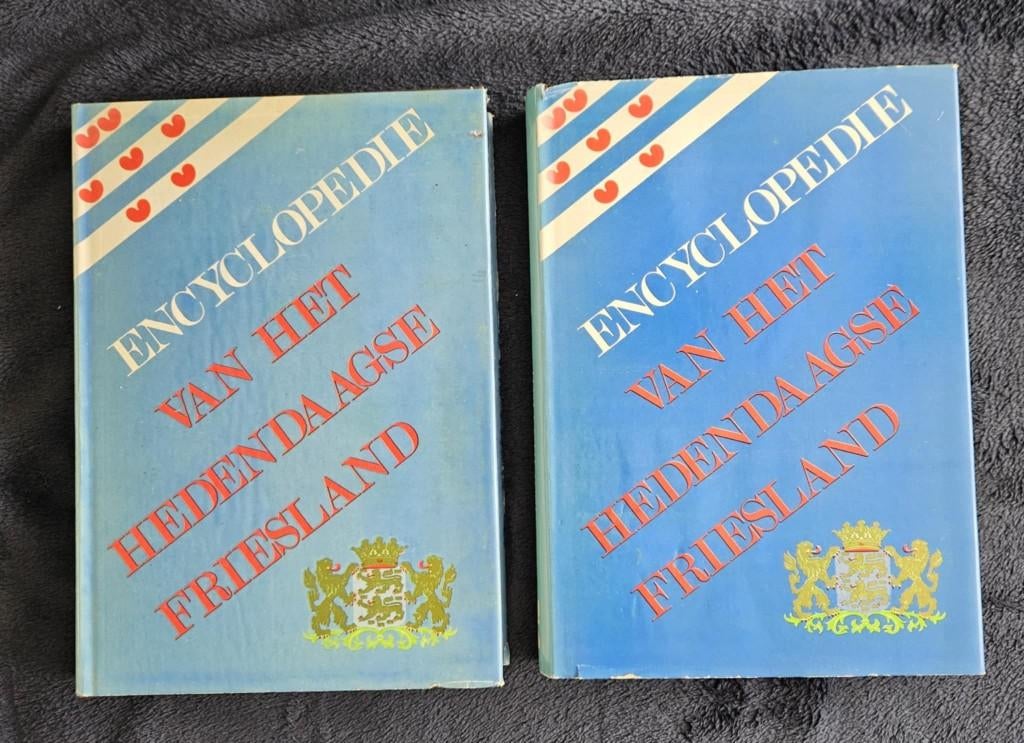 ENCYCLOPEDIE
VAN HET
HEDENDAAGSE
FRIESLAND
ENCYCLOPEDIE
VAN HET
HEDENDAAGSE
FRIESLAND